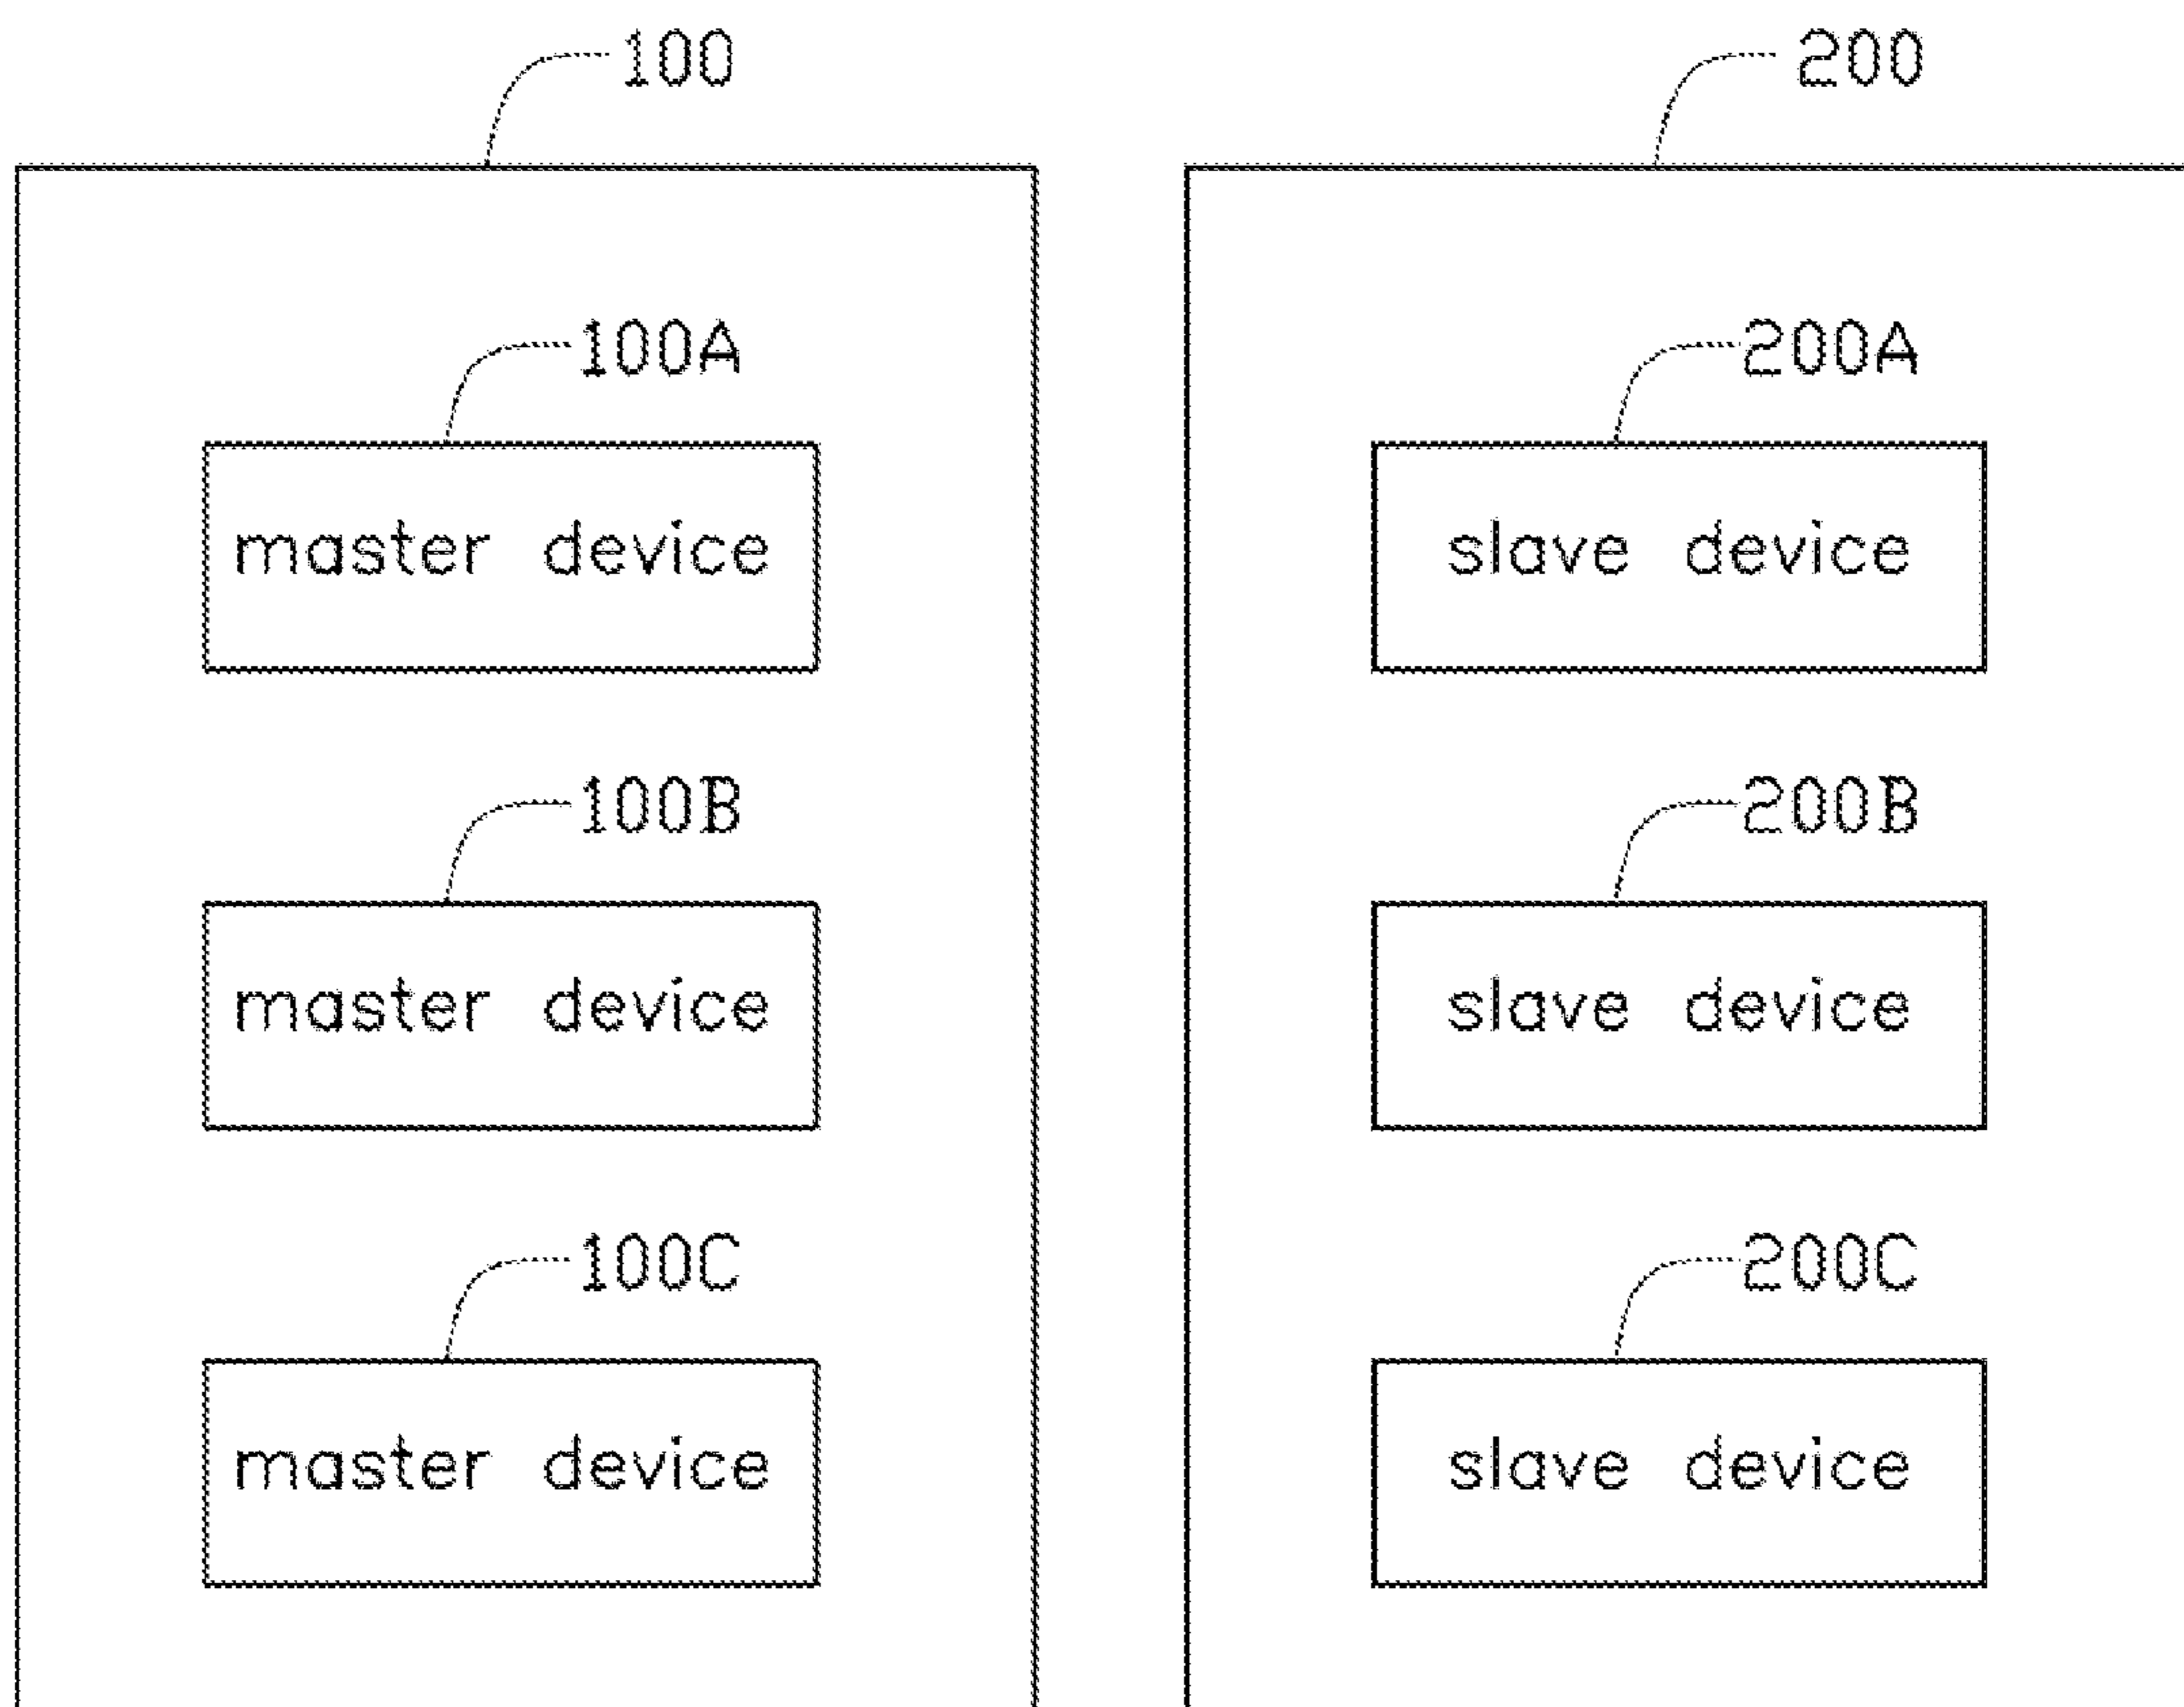 100
200
100A
200A
master device
slave device
100B
200B
master device
slave device
100C
200C
master device
slave device